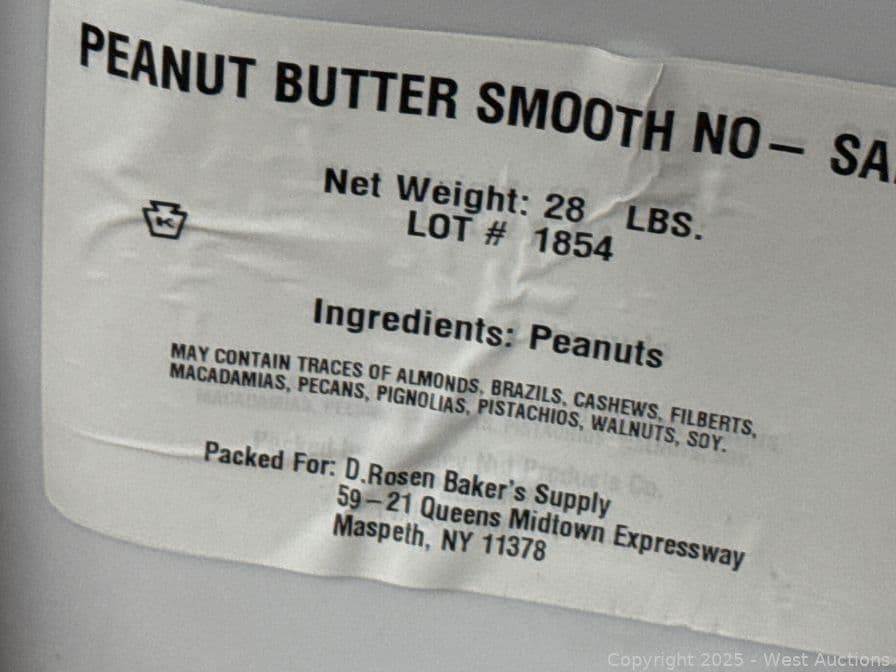 PEANUT BUTTER SMOOTH NO- SA
Net Weight: 28 LBS.
LOT # 1854
K
Ingredients: Peanuts
MAY CONTAIN TRACES OF ALMONDS, BRAZILS, CASHEWS, FILBERTS,
MACADAMIAS, PECANS, PIGNOLIAS, PISTACHIOS, WALNUTS, SOY.
Packed For: D.Rosen Baker's Supply
59-21 Queens Midtown Expressway
Maspeth, NY 11378
Copyright 2025 - West Auctions